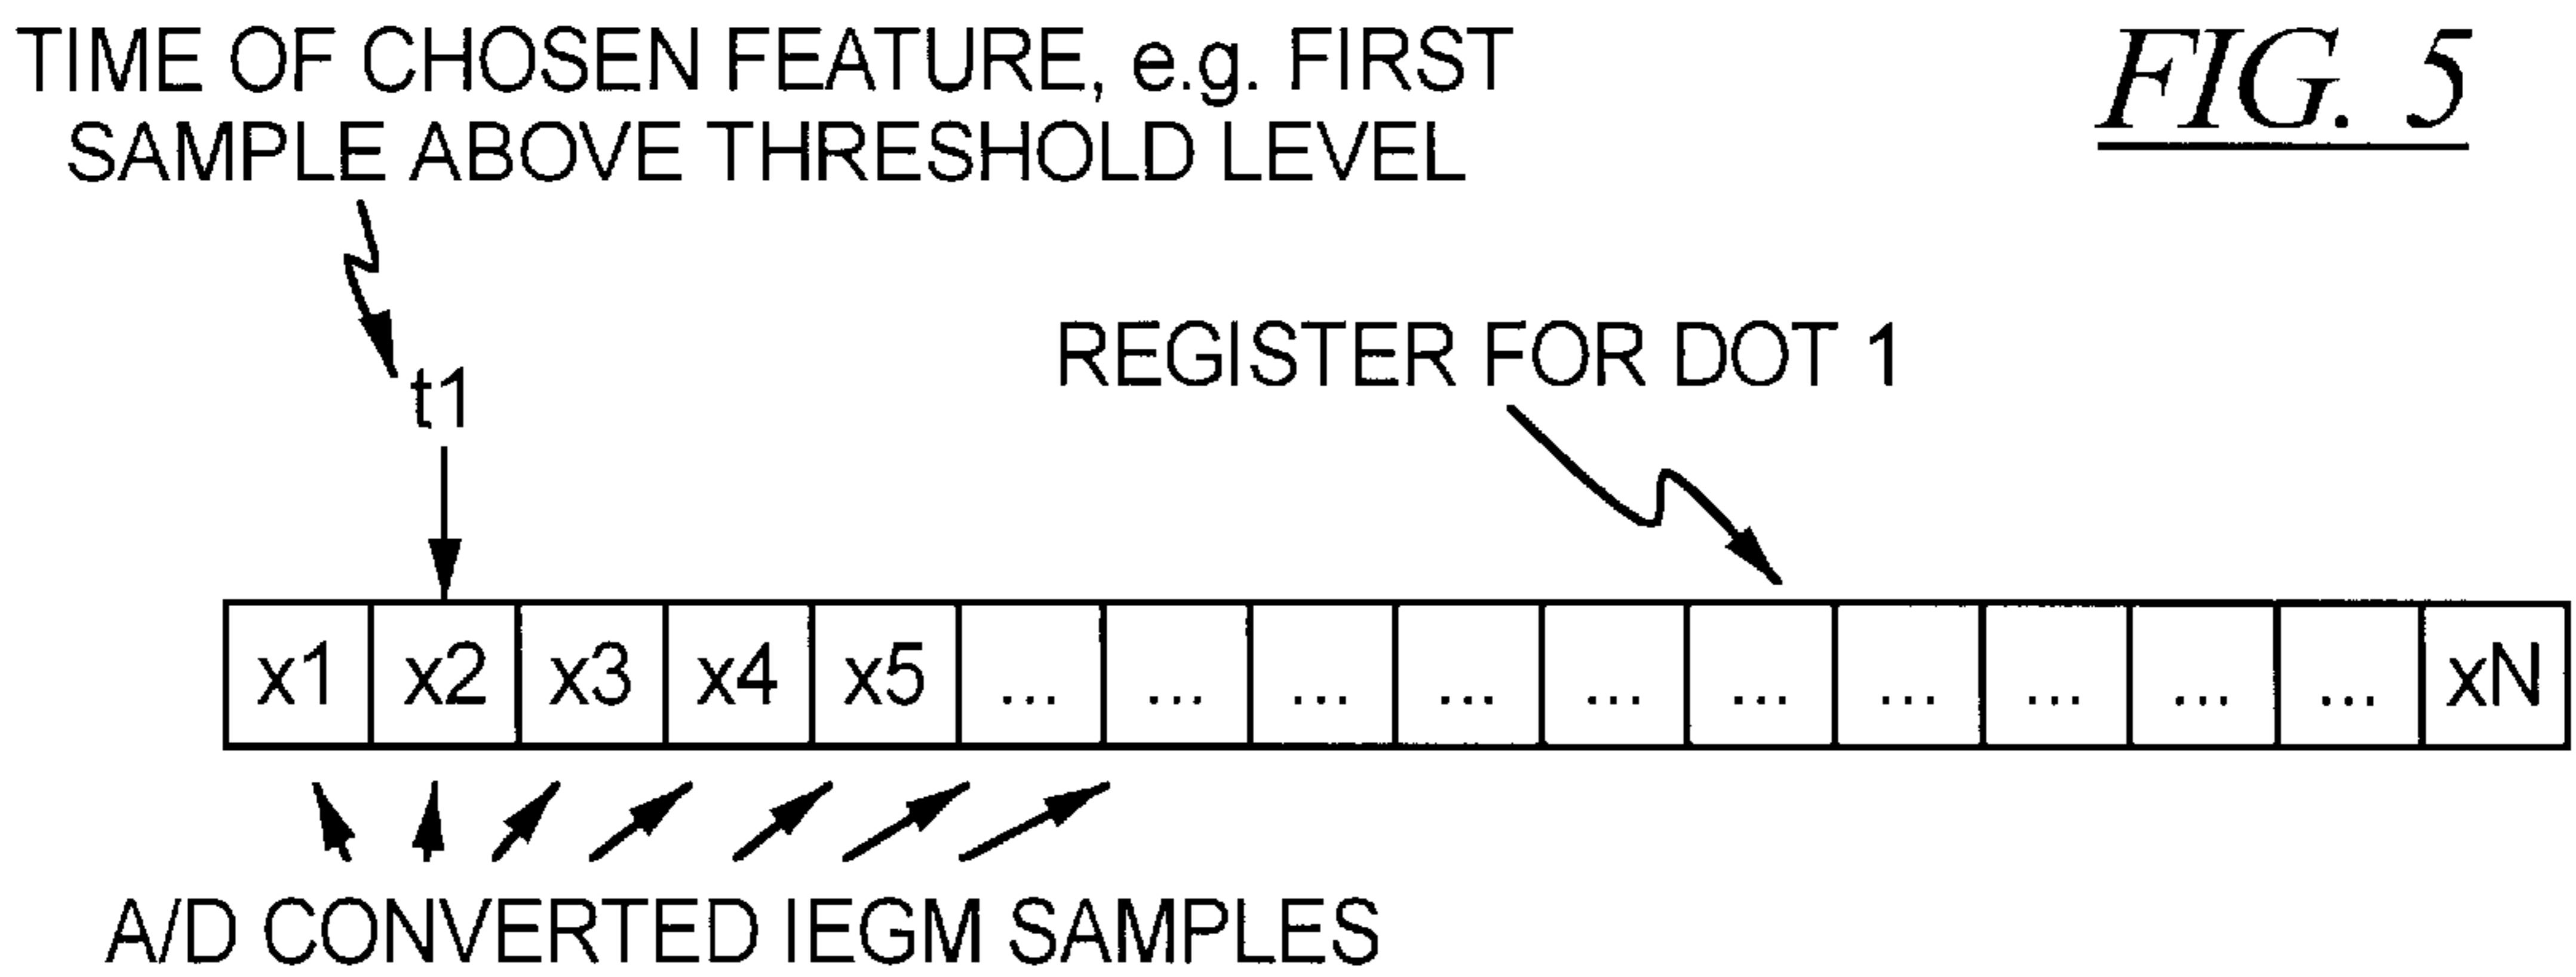 TIME OF CHOSEN FEATURE, e.g. FIRST
SAMPLE ABOVE THRESHOLD LEVEL
FIG. 5
t1
REGISTER FOR DOT 1
x1 x2 x3 x4 x5 ... ... ... ... ... ... ... ... ... ... xN
A/D CONVERTED IEGM SAMPLES